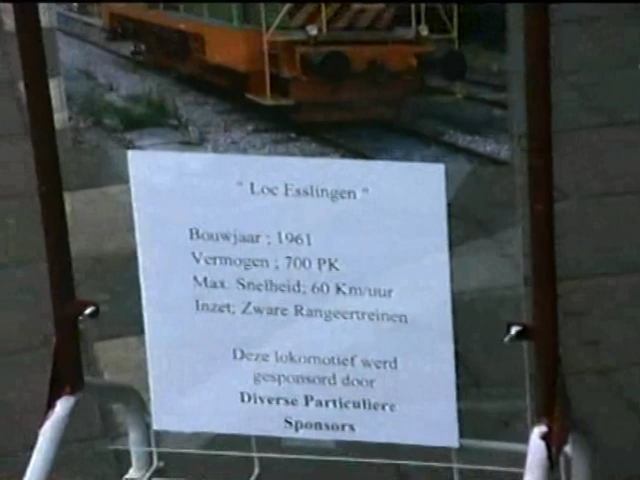 " Loc Esslingen "
Bouwjaar ; 1961
Vermogen ; 700 PK
Max. Snelheid; 60 Km/uur
Inzet; Zware Rangeertreinen
Deze lokomotief werd
gesponsord door
Diverse Particuliere
Sponsors